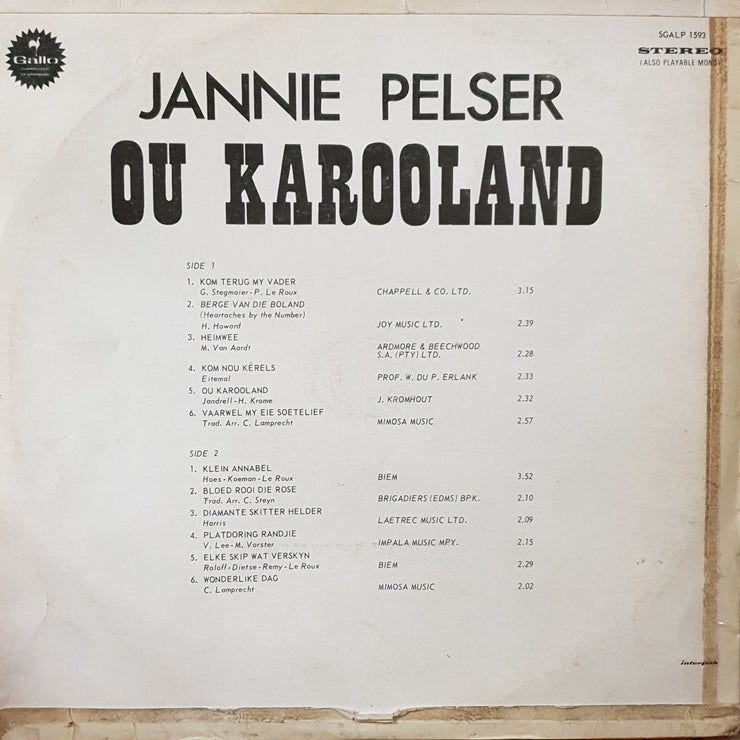 Gallo
SGALP 1593
STEREO
(ALSO PLAYABLE MONO)
JANNIE PELSER
OU KAROOLAND
SIDE 1
1. KOM TERUG MY VADER
G. Stegmaier-P. Le Roux CHAPPELL & CO. LTD. 3.15
2. BERGE VAN DIE BOLAND
(Heartaches by the Number)
H. Howard JOY MUSIC LTD. 2.39
3. HEIMWEE
M. Van Aardt ARDMORE & BEECHWOOD
S.A. (PTY) LTD. 2.28
4. KOM NOU KÊRELS
Eitemal PROF. W. DU P. ERLANK 2.33
5. OU KAROOLAND
Jandrell-H. Krome J. KROMHOUT 2.32
6. VAARWEL MY EIE SOETELIEF
Trad. Arr. C. Lamprecht MIMOSA MUSIC 2.57
SIDE 2
1. KLEIN ANNABEL
Hoes-Koeman-Le Roux BIEM 3.52
2. BLOED ROOI DIE ROSE
Trad. Arr. C. Steyn BRIGADIERS (EDMS) BPK. 2.10
3. DIAMANTE SKITTER HELDER
Harris LAETREC MUSIC LTD. 2.09
4. PLATDORING RANDJIE
V. Lee-M. Vorster IMPALA MUSIC MPY. 2.15
5. ELKE SKIP WAT VERSKYN
Roloff-Dietse-Remy-Le Roux BIEM 2.29
6. WONDERLIKE DAG
C. Lamprecht MIMOSA MUSIC 2.02